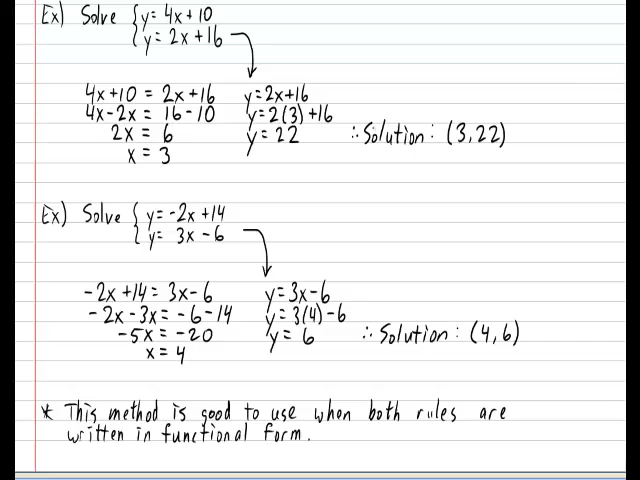 Ex) Solve { y = 4x + 10
y = 2x + 16
4x + 10 = 2x + 16 y = 2x + 16
4x - 2x = 16 - 10 y = 2(3) + 16
2x = 6 y = 22 ∴ Solution: (3, 22)
x = 3
Ex) Solve { y = -2x + 14
y = 3x - 6
-2x + 14 = 3x - 6 y = 3x - 6
-2x - 3x = -6 - 14 y = 3(4) - 6
-5x = -20 y = 6 ∴ Solution: (4, 6)
x = 4
* This method is good to use when both rules are
written in functional form.